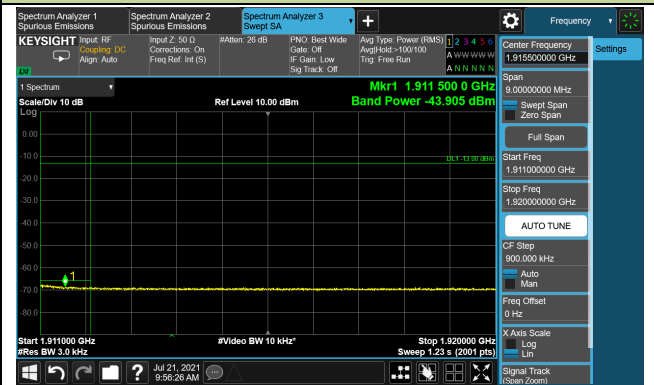 Spectrum Analyzer 1
Spurious Emissions
Spectrum Analyzer 2
Spurious Emissions
Spectrum Analyzer 3
Swept SA
Frequency
KEYSIGHT
Input: RF
Coupling: DC
Align: Auto
Input Z: 50 Ω
Corrections: On
Freq Ref: Int (S)
#Atten: 26 dB
PNO: Best Wide
Gate: Off
IF Gain: Low
Sig Track: Off
Avg Type: Power (RMS)
Avg|Hold:>100/100
Trig: Free Run
1 2 3 4 5 6
A W W W W W
A N N N N N
Center Frequency
1.915500000 GHz
Settings
Span
9.00000000 MHz
Swept Span
Zero Span
Full Span
Start Freq
1.911000000 GHz
Stop Freq
1.920000000 GHz
AUTO TUNE
CF Step
900.000 kHz
Auto
Man
Freq Offset
0 Hz
X Axis Scale
Log
Lin
Signal Track
(Span Zoom)
1 Spectrum
Scale/Div 10 dB
Log
Ref Level 10.00 dBm
Mkr1 1.911 500 0 GHz
Band Power -43.905 dBm
0.00
-10.0
DL1 -13.00 dBm
-20.0
-30.0
-40.0
-50.0
-60.0
1
-70.0
-80.0
Start 1.911000 GHz
#Res BW 3.0 kHz
#Video BW 10 kHz*
Stop 1.920000 GHz
Sweep 1.23 s (2001 pts)
Jul 21, 2021
9:56:26 AM